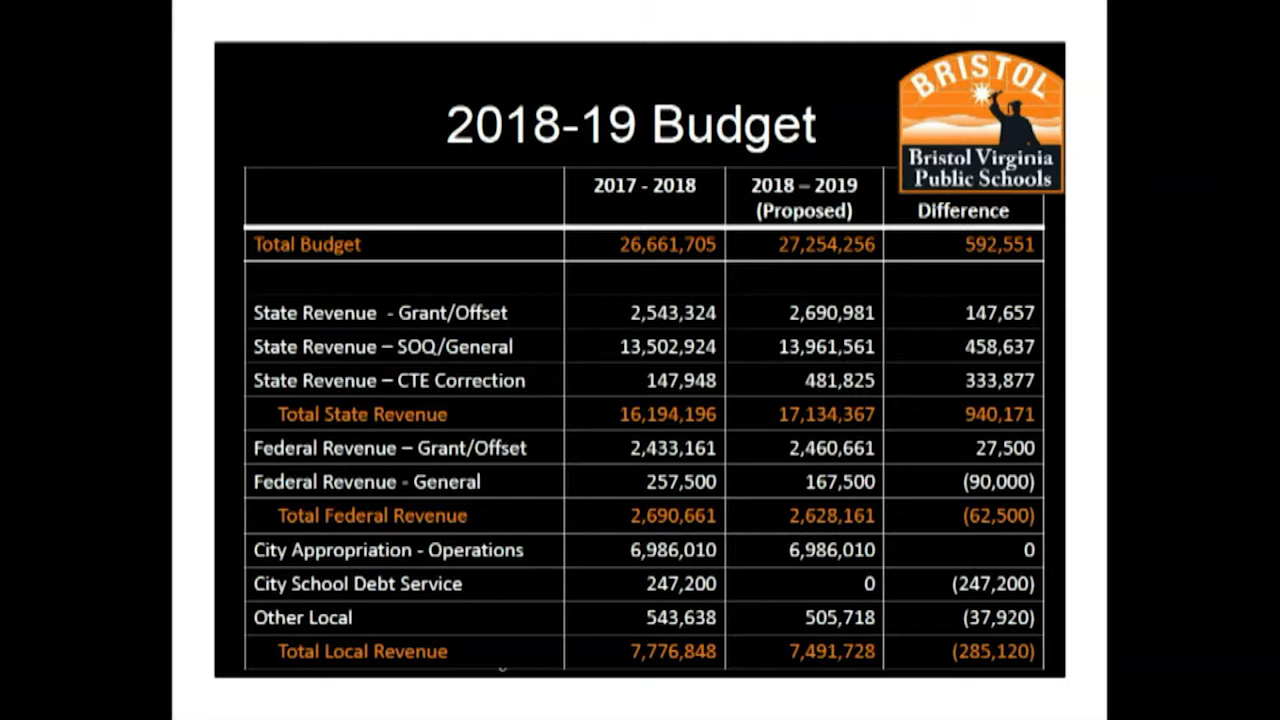 BRISTOL
Bristol Virginia
Public Schools
2018-19 Budget
2017 - 2018 2018 – 2019 (Proposed) Difference
Total Budget 26,661,705 27,254,256 592,551
State Revenue - Grant/Offset 2,543,324 2,690,981 147,657
State Revenue – SOQ/General 13,502,924 13,961,561 458,637
State Revenue – CTE Correction 147,948 481,825 333,877
Total State Revenue 16,194,196 17,134,367 940,171
Federal Revenue – Grant/Offset 2,433,161 2,460,661 27,500
Federal Revenue - General 257,500 167,500 (90,000)
Total Federal Revenue 2,690,661 2,628,161 (62,500)
City Appropriation - Operations 6,986,010 6,986,010 0
City School Debt Service 247,200 0 (247,200)
Other Local 543,638 505,718 (37,920)
Total Local Revenue 7,776,848 7,491,728 (285,120)